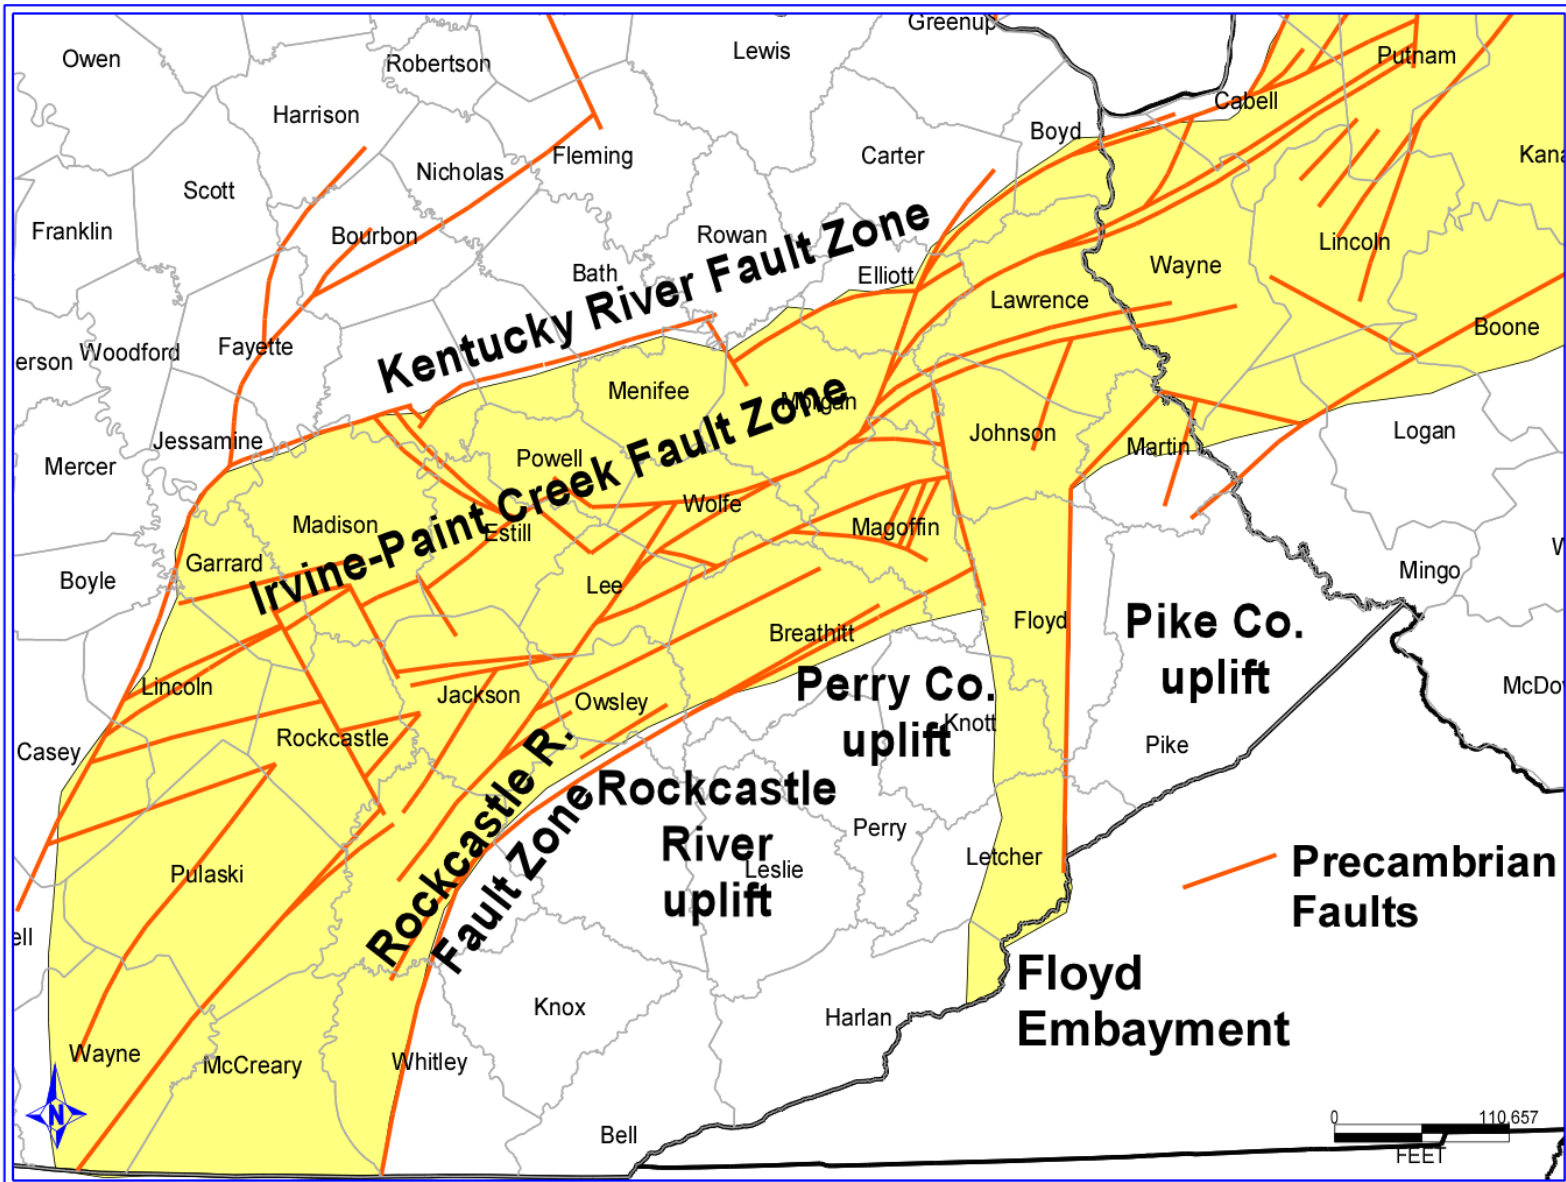 Greenup
Owen
Robertson
Lewis
Putnam
Harrison
Cabell
Boyd
Nicholas
Fleming
Carter
Kana
Scott
Franklin
Bourbon
Rowan
Lincoln
Bath
Elliott
Wayne
Kentucky River Fault Zone
Lawrence
Boone
erson
Woodford
Fayette
Menifee
Morgan
Jessamine
Johnson
Martin
Logan
Mercer
Powell
Irvine-Paint Creek Fault Zone
Wolfe
Madison
Estill
Magoffin
W
Garrard
Boyle
Lee
Mingo
Floyd
Pike Co.
uplift
Breathitt
Lincoln
Jackson
Owsley
Perry Co.
uplift
Knott
McDo
Casey
Rockcastle
Pike
Rockcastle R.
Fault Zone
Rockcastle
River
uplift
Perry
Leslie
Letcher
Pulaski
Precambrian
Faults
ell
Floyd
Embayment
Knox
Harlan
Wayne
McCreary
Whitley
N
Bell
0 110,657
FEET